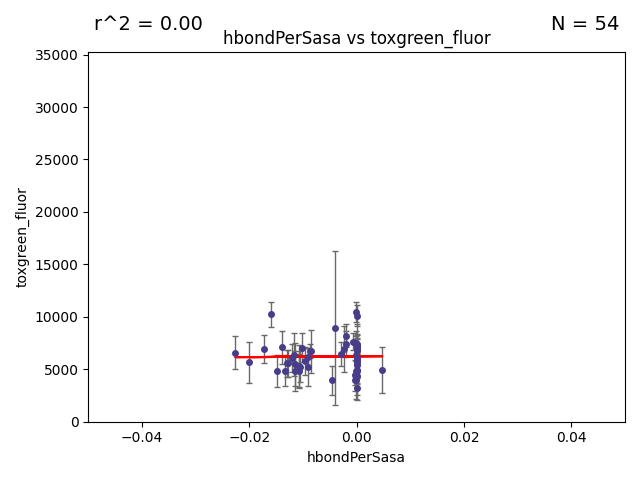 r^2 = 0.00
N = 54
hbondPerSasa vs toxgreen_fluor
35000
30000
25000
20000
15000
10000
5000
0
toxgreen_fluor
−0.04
−0.02
0.00
0.02
0.04
hbondPerSasa